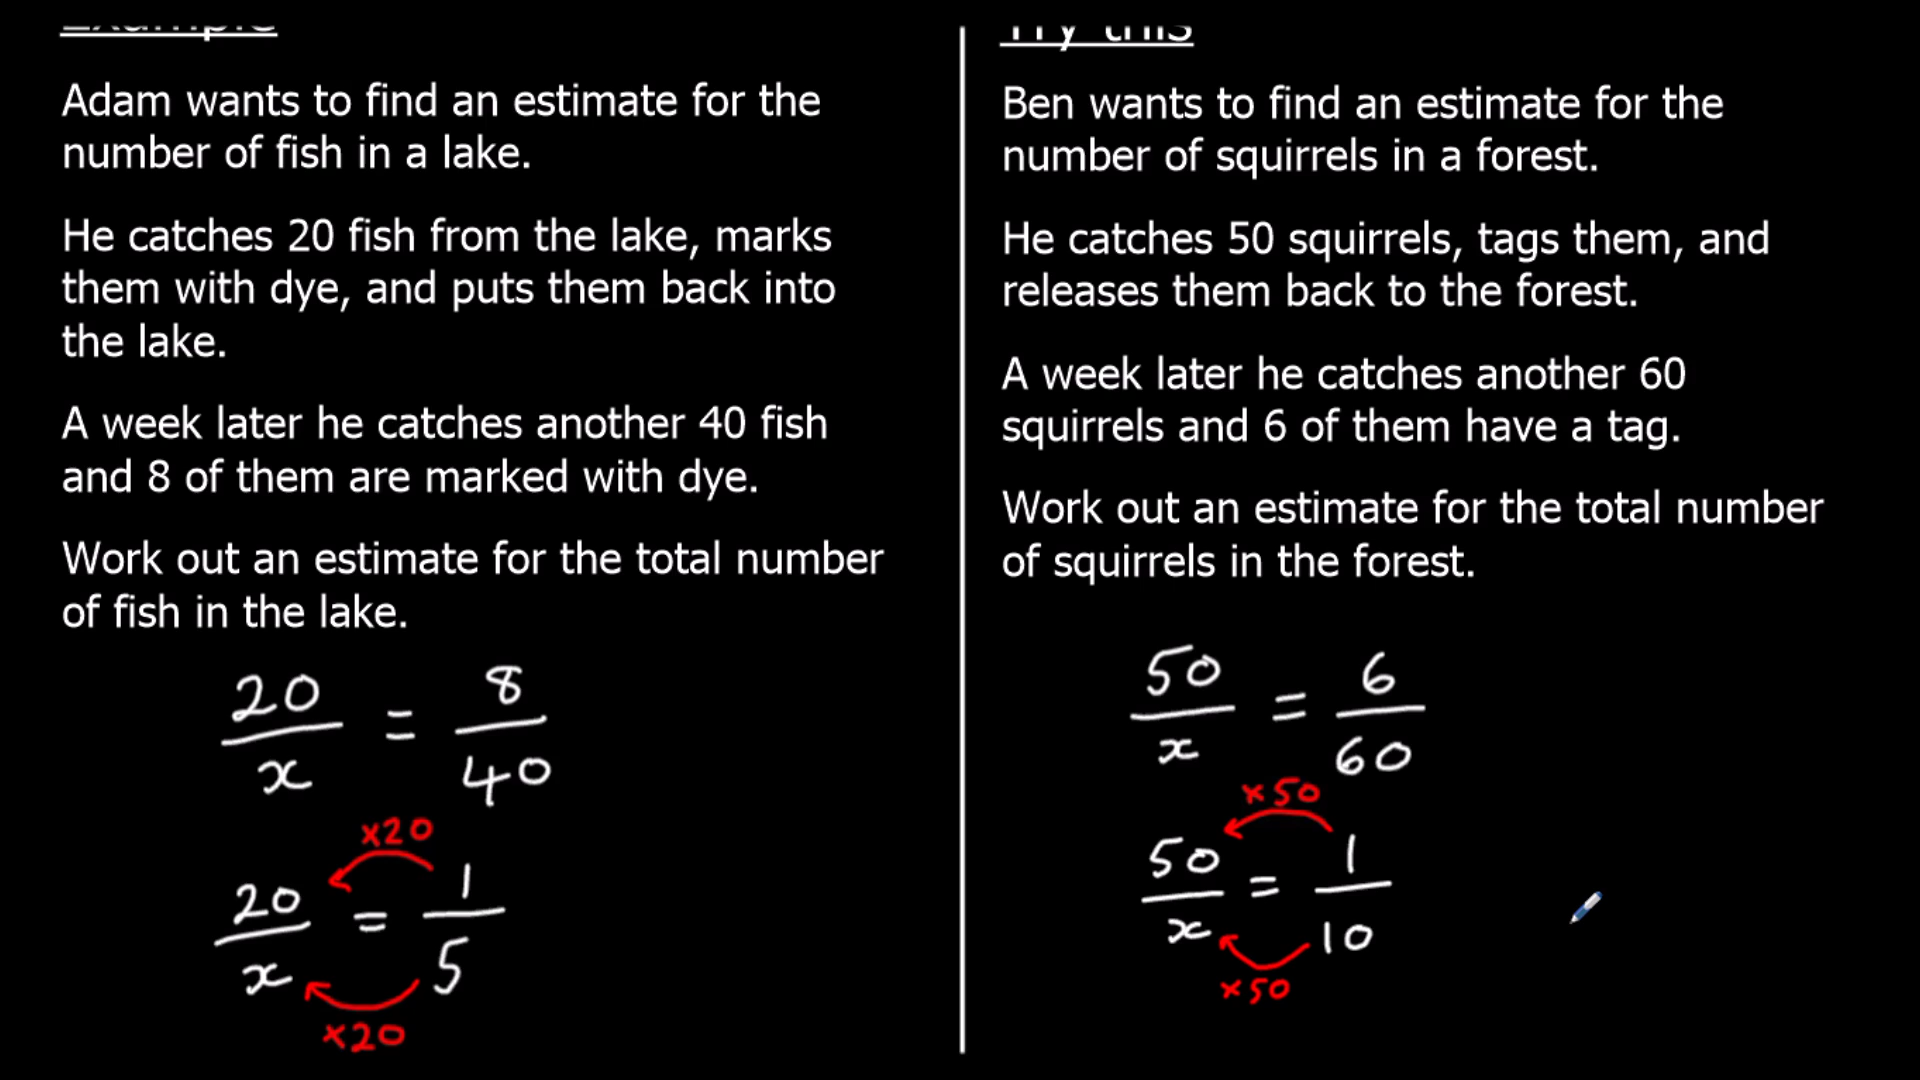 Example
Adam wants to find an estimate for the
number of fish in a lake.
He catches 20 fish from the lake, marks
them with dye, and puts them back into
the lake.
A week later he catches another 40 fish
and 8 of them are marked with dye.
Work out an estimate for the total number
of fish in the lake.
20/x = 8/40
×20
20/x = 1/5
×20
Try this
Ben wants to find an estimate for the
number of squirrels in a forest.
He catches 50 squirrels, tags them, and
releases them back to the forest.
A week later he catches another 60
squirrels and 6 of them have a tag.
Work out an estimate for the total number
of squirrels in the forest.
50/x = 6/60
×50
50/x = 1/10
×50